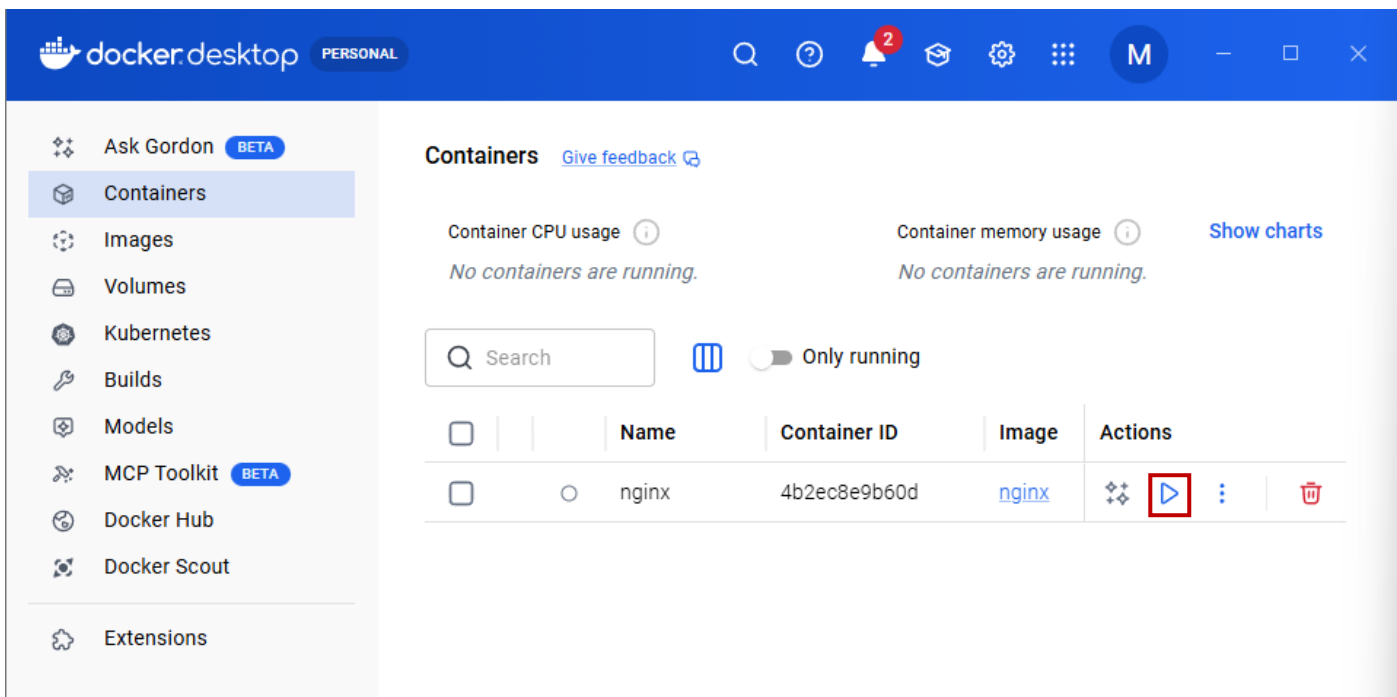 docker.desktop PERSONAL 2 M
Ask Gordon BETA
Containers
Images
Volumes
Kubernetes
Builds
Models
MCP Toolkit BETA
Docker Hub
Docker Scout
Extensions
Containers Give feedback
Container CPU usage Container memory usage Show charts
No containers are running. No containers are running.
Search Only running
Name Container ID Image Actions
nginx 4b2ec8e9b60d nginx